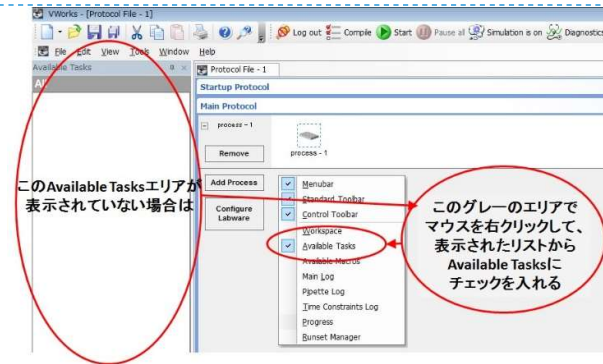 VWorks - [Protocol File - 1]
Log out Compile Start Pause all Simulation is on Diagnostics
File Edit View Tools Window Help
Available Tasks
Protocol File - 1
Startup Protocol
Main Protocol
process - 1
process - 1
Remove
Add Process
Configure
Labware
このAvailable Tasksエリアが
表示されていない場合は
Menubar
Standard Toolbar
Control Toolbar
Workspace
Available Tasks
Available Macros
Main Log
Pipette Log
Time Constraints Log
Progress
Runset Manager
このグレーのエリアで
マウスを右クリックして、
表示されたリストから
Available Tasksに
チェックを入れる